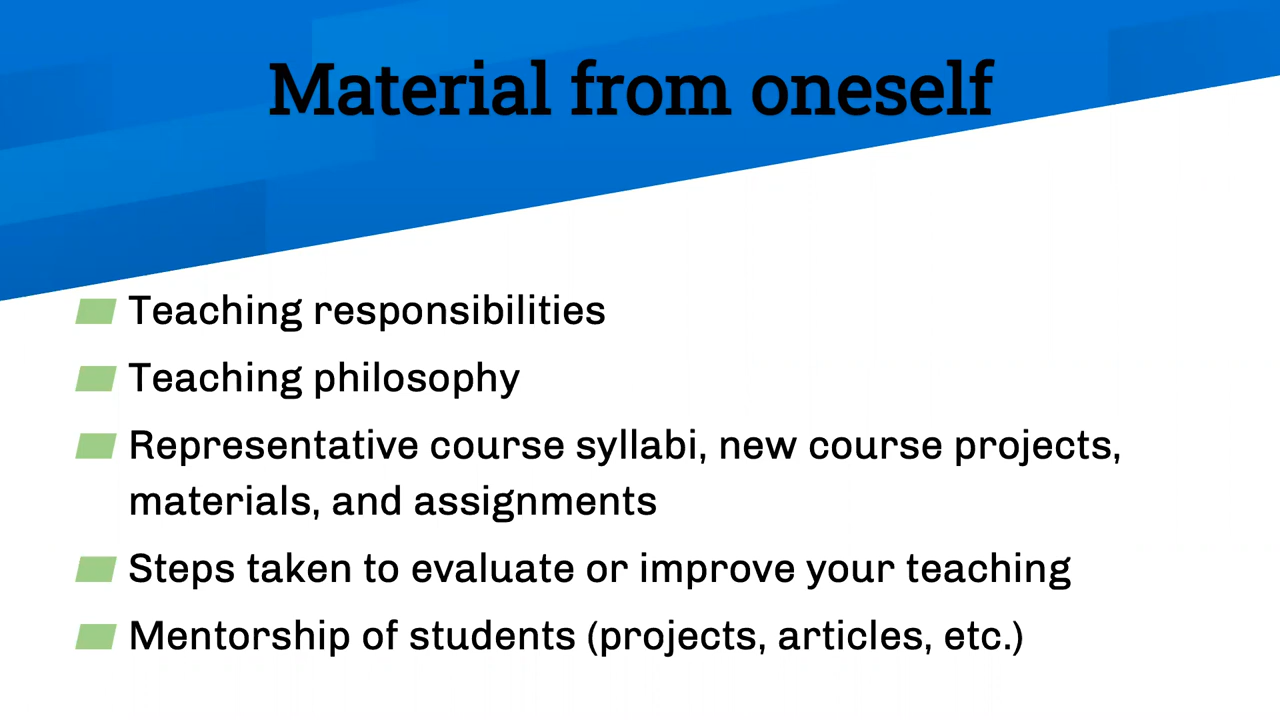 Material from oneself
Teaching responsibilities
Teaching philosophy
Representative course syllabi, new course projects,
materials, and assignments
Steps taken to evaluate or improve your teaching
Mentorship of students (projects, articles, etc.)